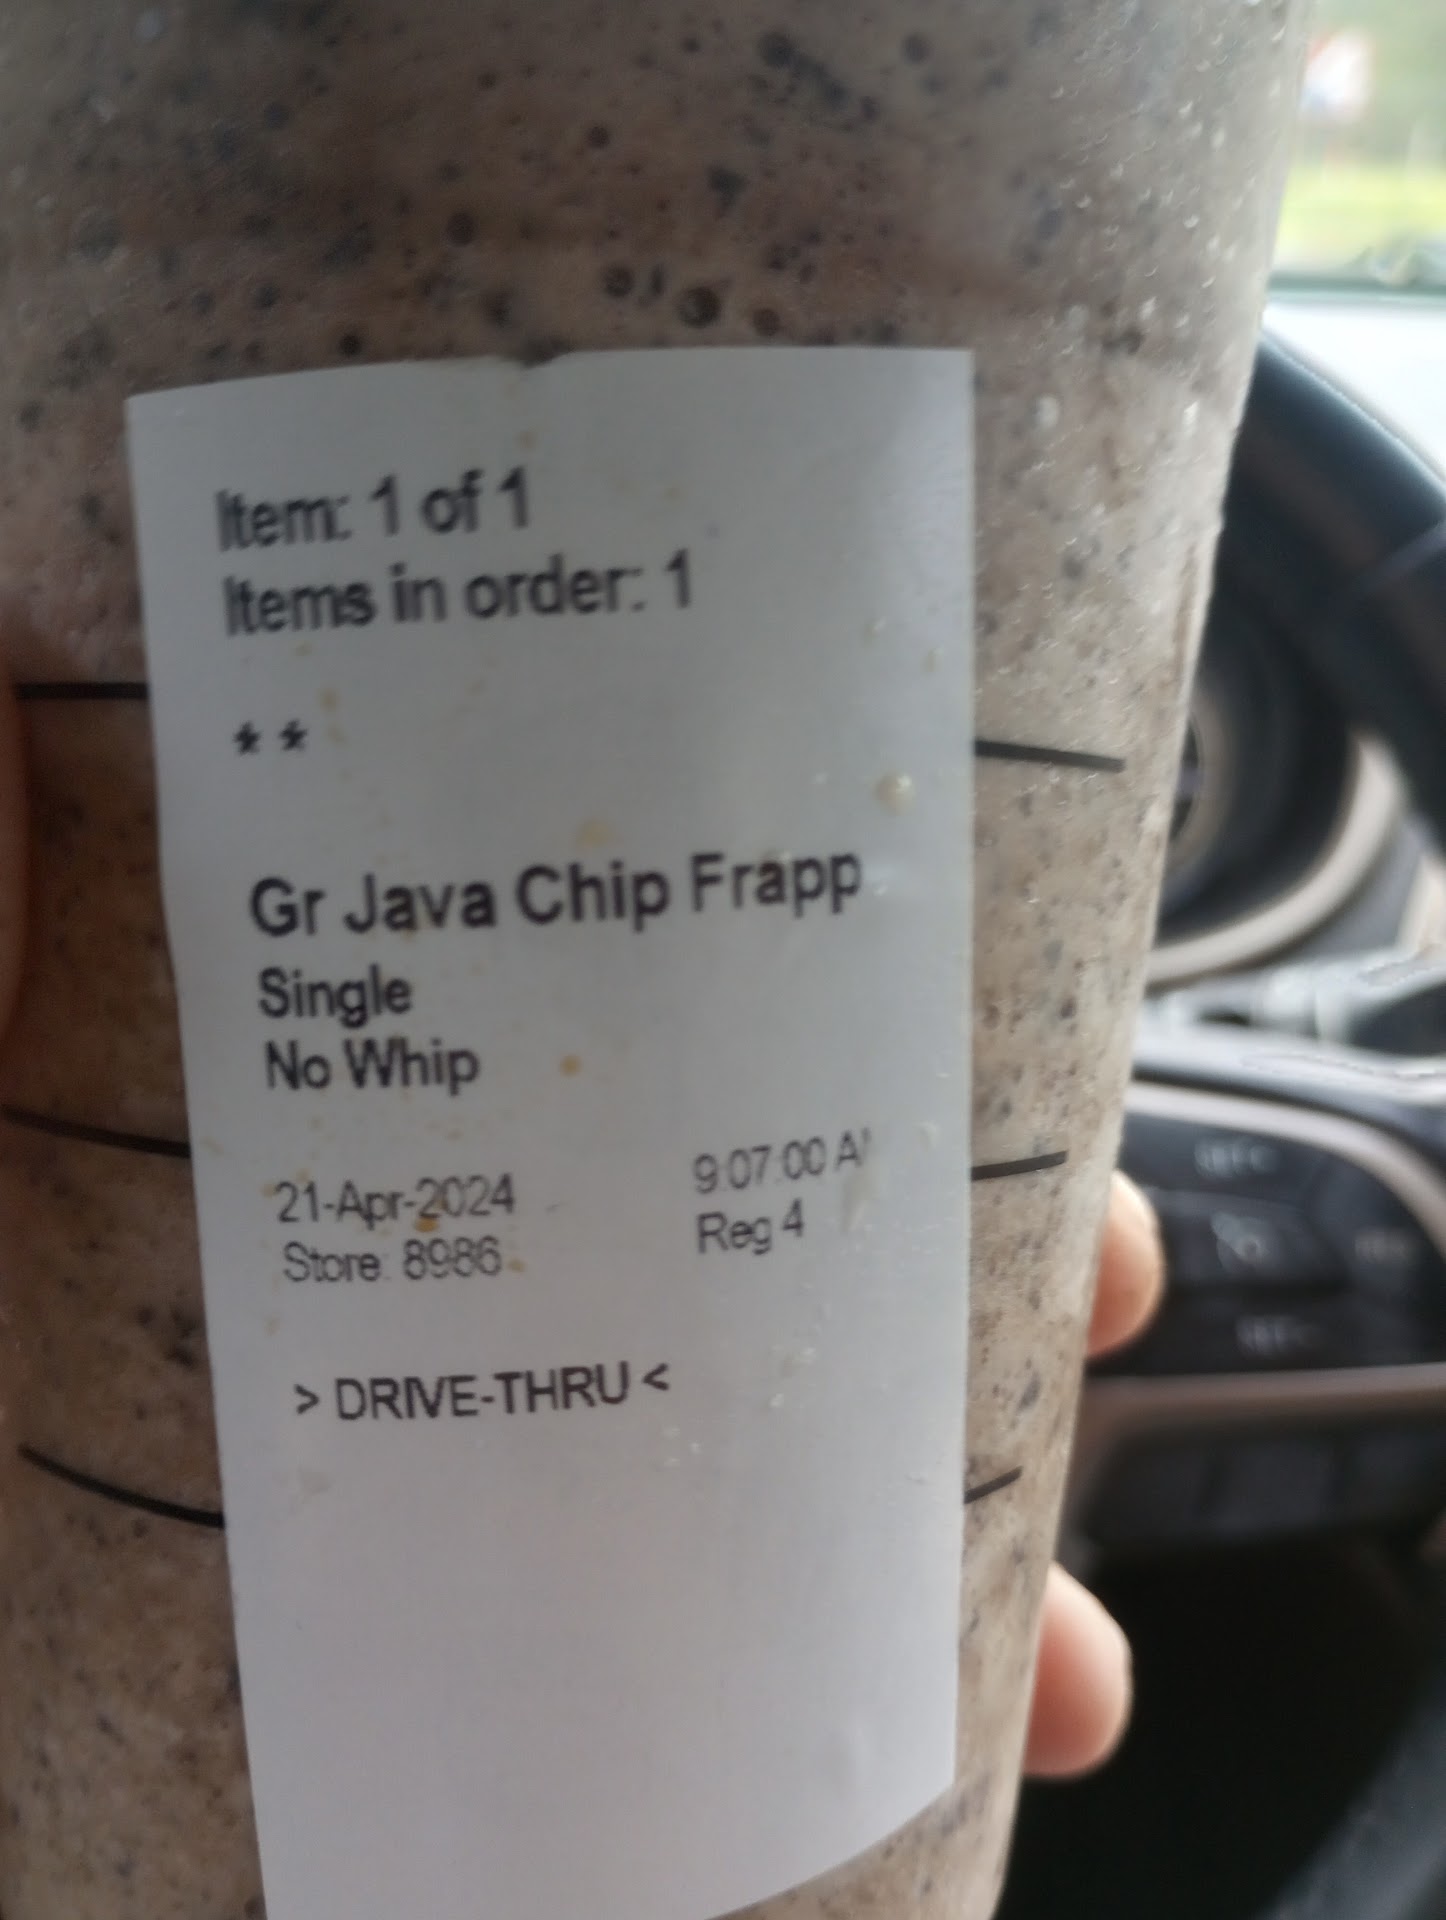 Item: 1 of 1
Items in order: 1
* *
Gr Java Chip Frapp
Single
No Whip
21-Apr-2024 9:07:00 A
Store: 8986 Reg 4
> DRIVE-THRU <